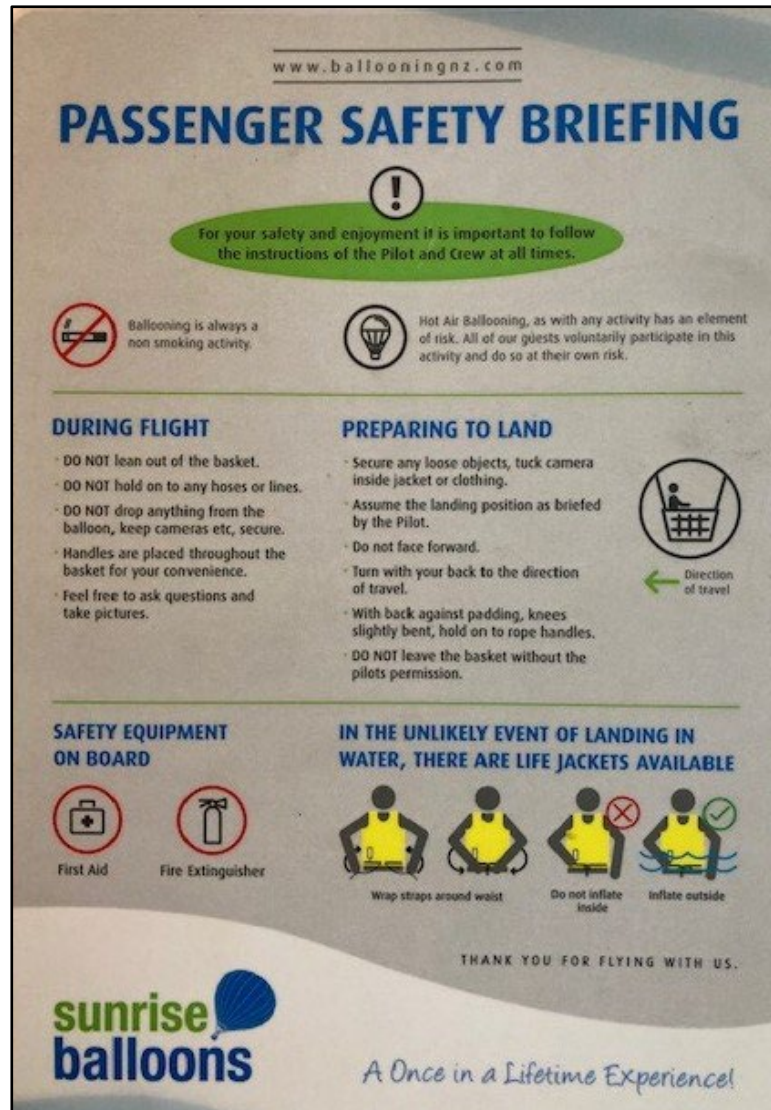 www.ballooningnz.com
PASSENGER SAFETY BRIEFING
!
For your safety and enjoyment it is important to follow
the instructions of the Pilot and Crew at all times.
Ballooning is always a
non smoking activity.
Hot Air Ballooning, as with any activity has an element
of risk. All of our guests voluntarily participate in this
activity and do so at their own risk.
DURING FLIGHT
· DO NOT lean out of the basket.
· DO NOT hold on to any hoses or lines.
· DO NOT drop anything from the
balloon, keep cameras etc, secure.
· Handles are placed throughout the
basket for your convenience.
· Feel free to ask questions and
take pictures.
PREPARING TO LAND
· Secure any loose objects, tuck camera
inside jacket or clothing.
· Assume the landing position as briefed
by the Pilot.
· Do not face forward.
· Turn with your back to the direction
of travel.
· With back against padding, knees
slightly bent, hold on to rope handles.
· DO NOT leave the basket without the
pilots permission.
Direction
of travel
SAFETY EQUIPMENT
ON BOARD
First Aid
Fire Extinguisher
IN THE UNLIKELY EVENT OF LANDING IN
WATER, THERE ARE LIFE JACKETS AVAILABLE
Wrap straps around waist
Do not inflate
inside
Inflate outside
THANK YOU FOR FLYING WITH US.
sunrise
balloons
A Once in a Lifetime Experience!